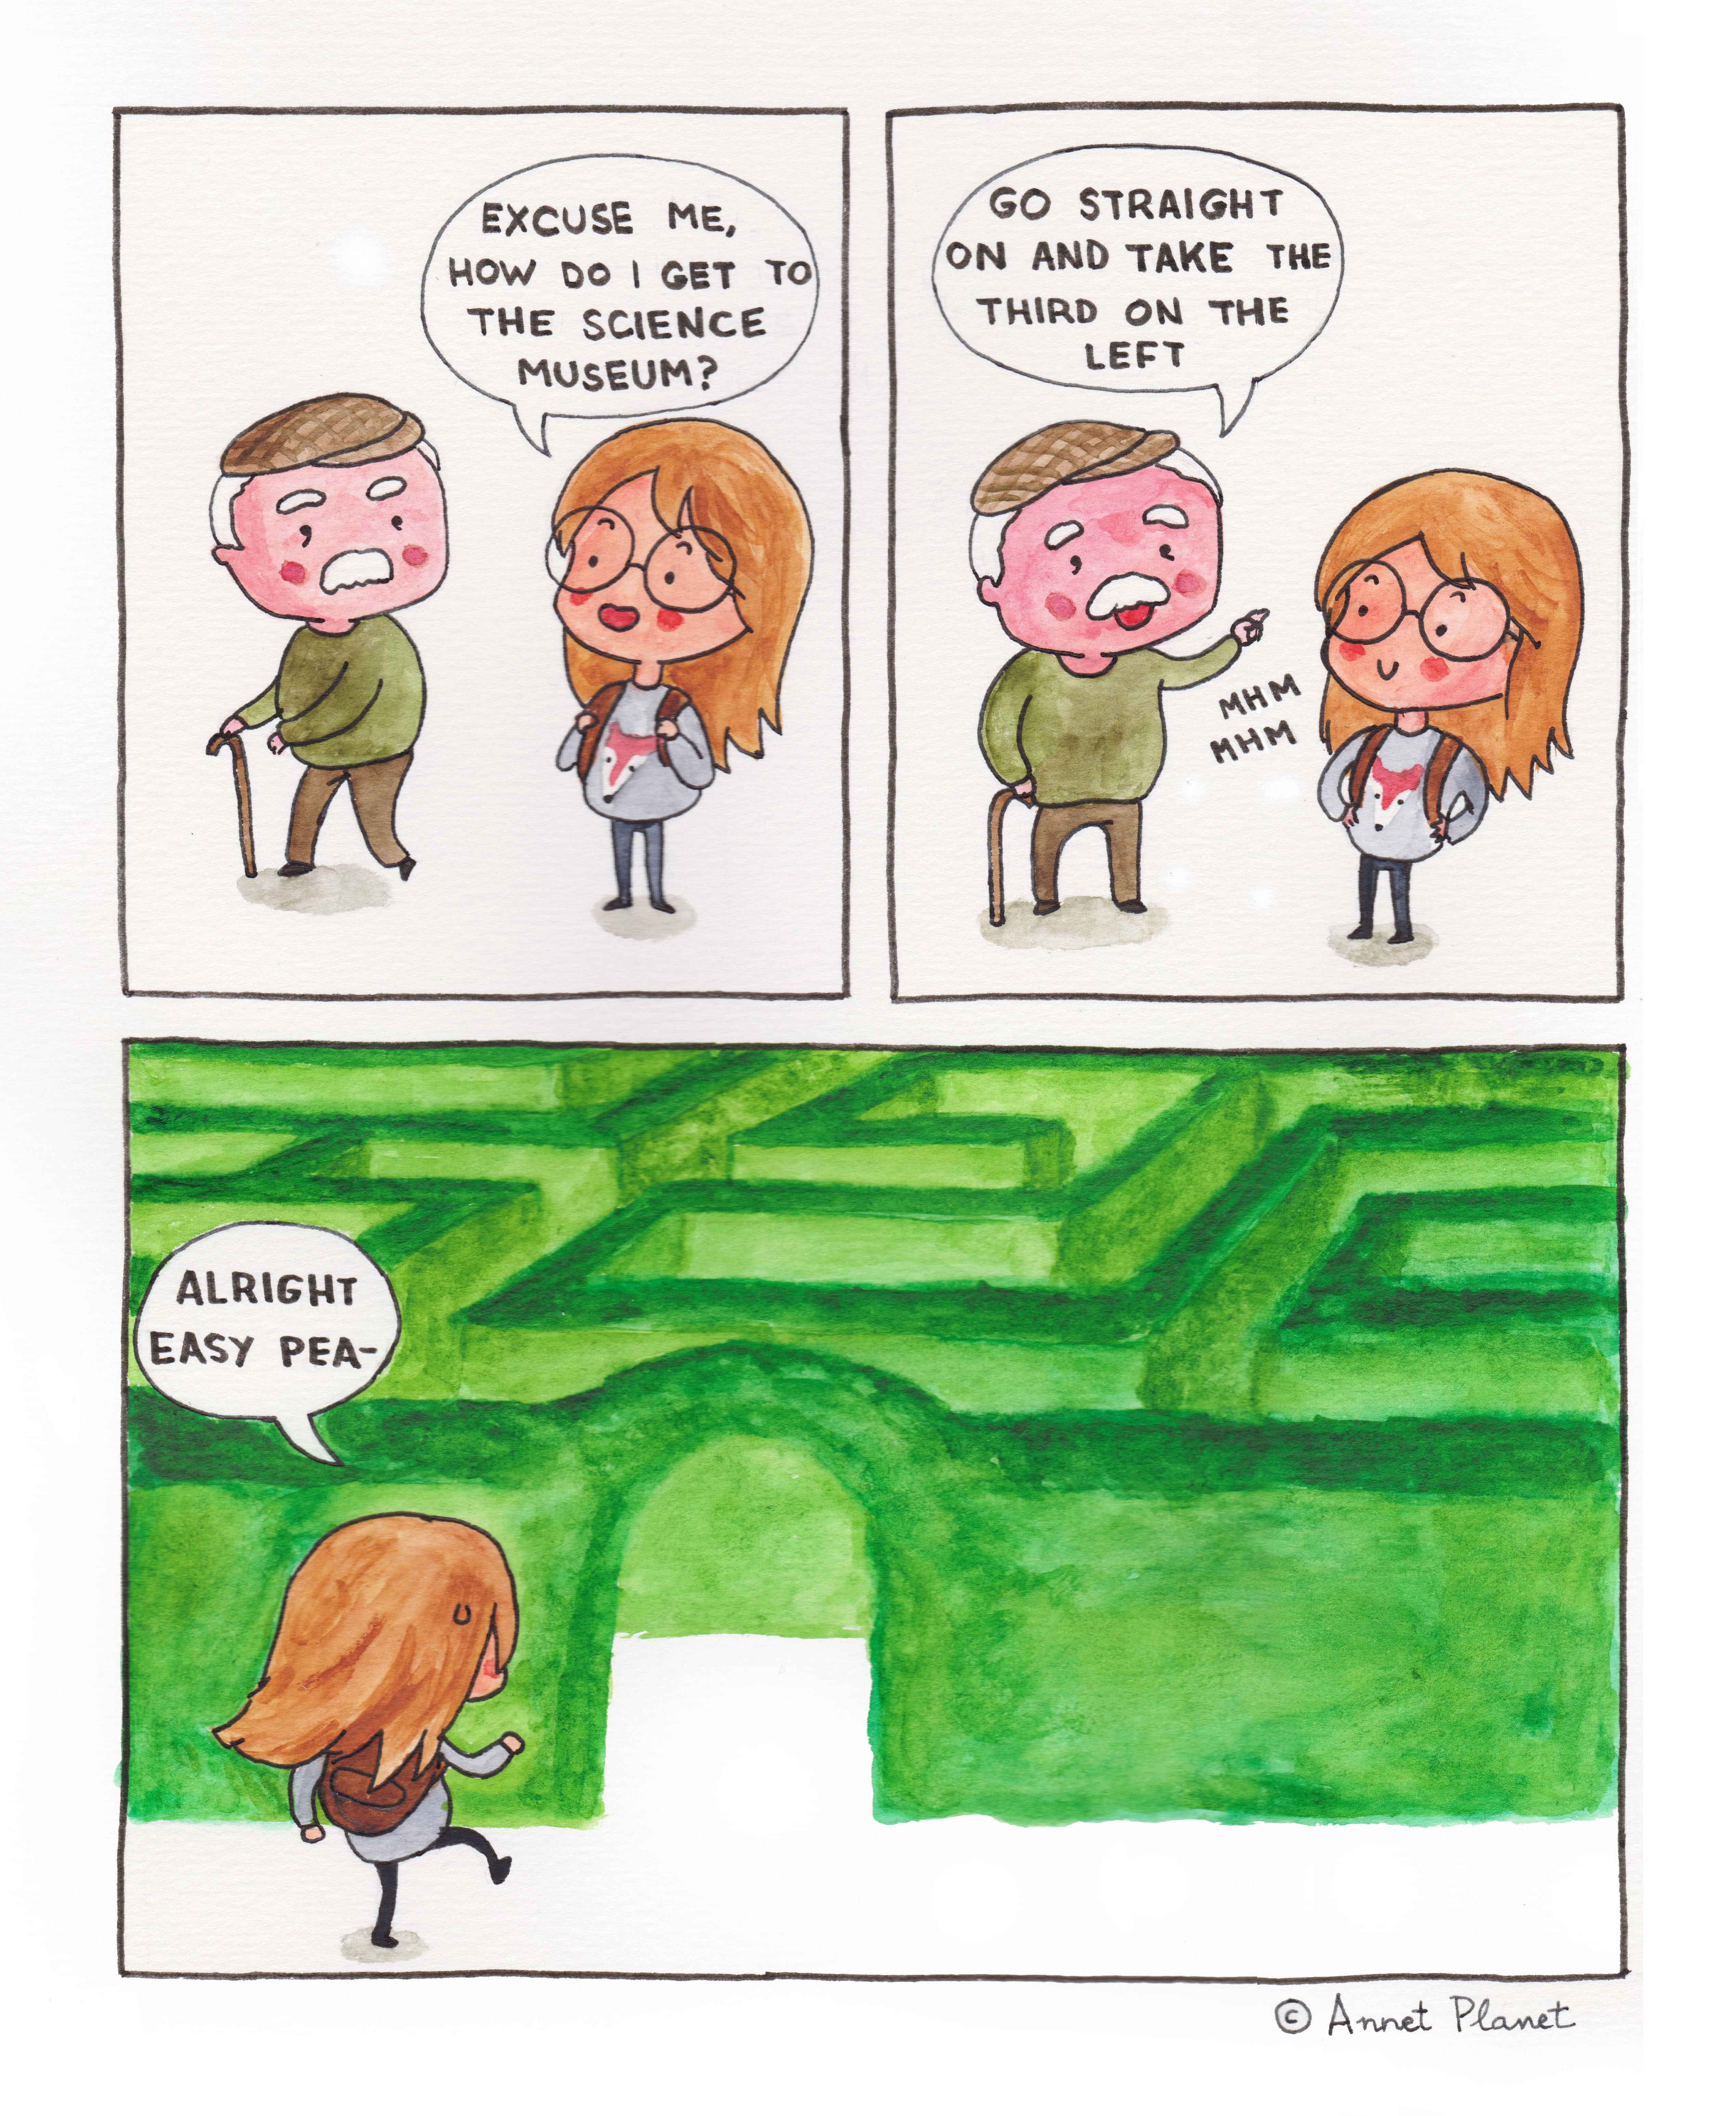 EXCUSE ME,
HOW DO I GET TO
THE SCIENCE
MUSEUM?
GO STRAIGHT
ON AND TAKE THE
THIRD ON THE
LEFT
MHM
MHM
ALRIGHT
EASY PEA-
© Annet Planet